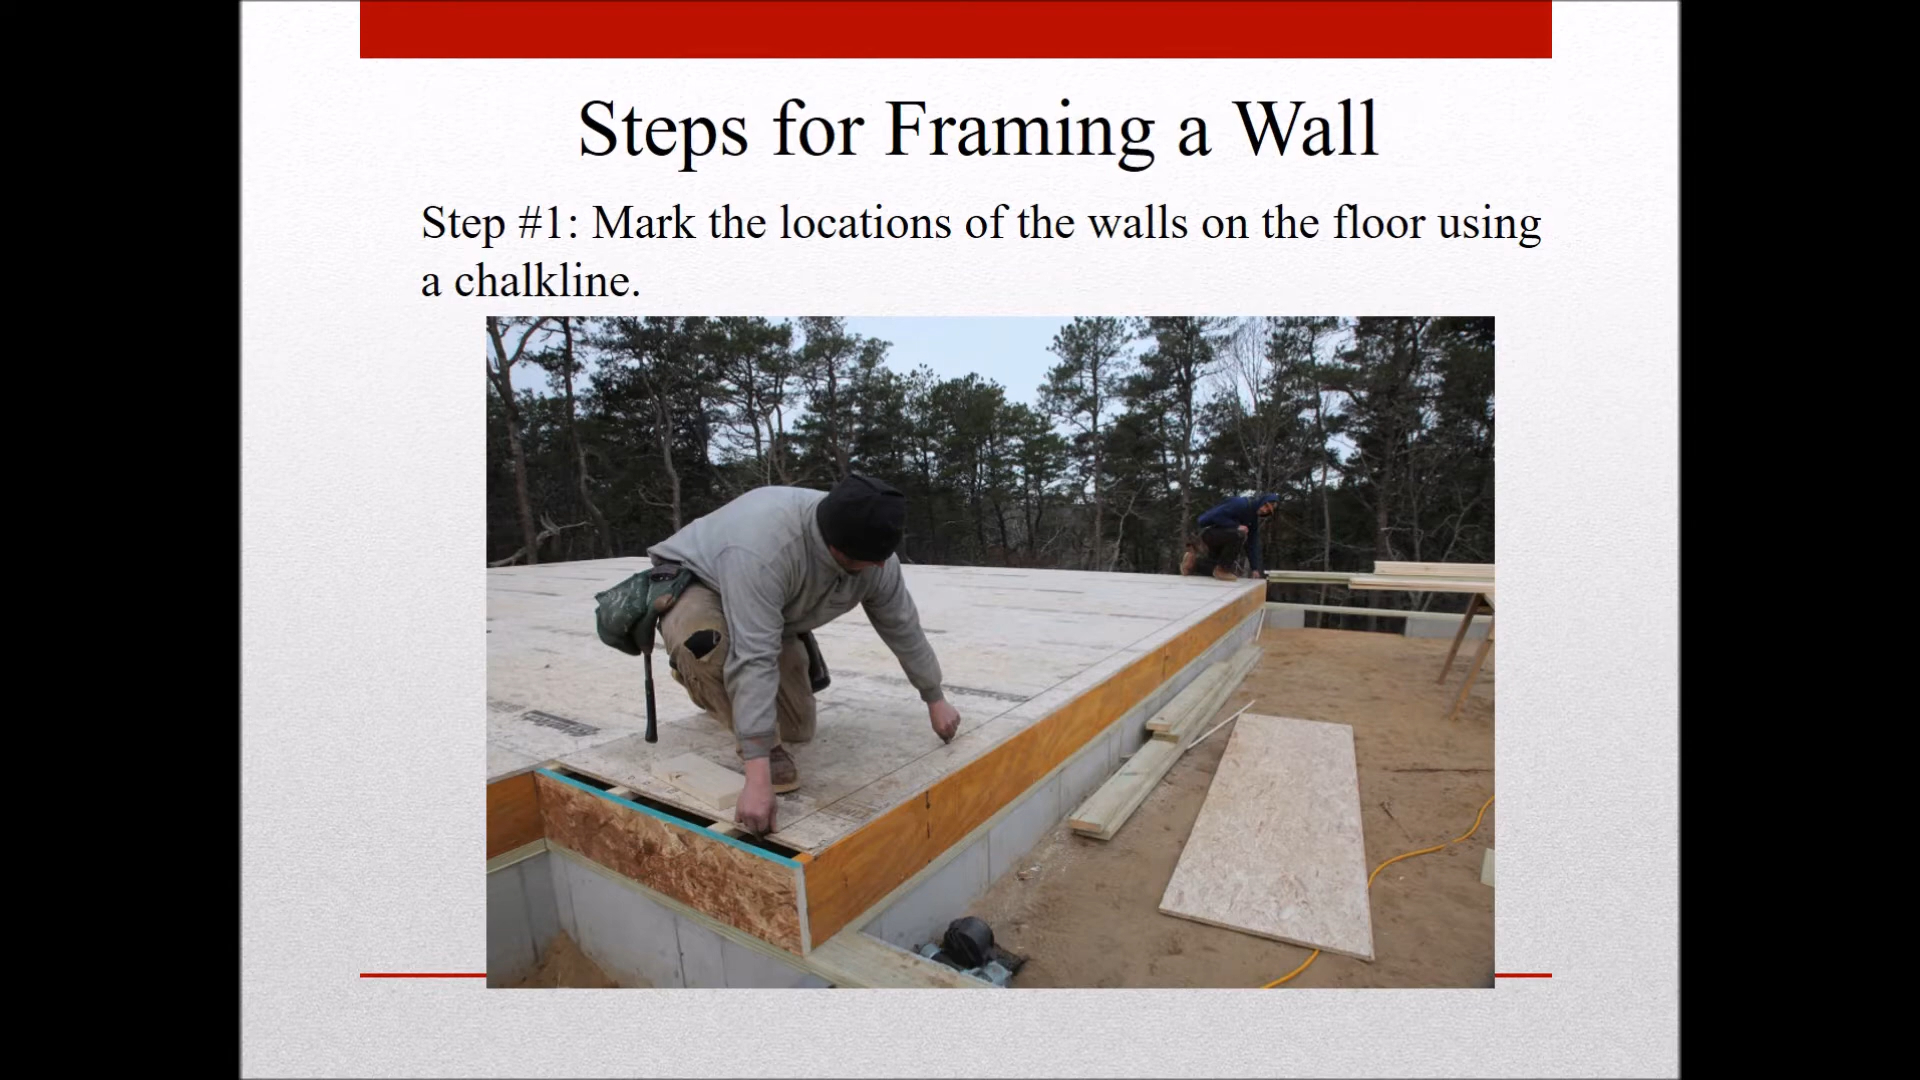 Steps for Framing a Wall
Step #1: Mark the locations of the walls on the floor using
a chalkline.